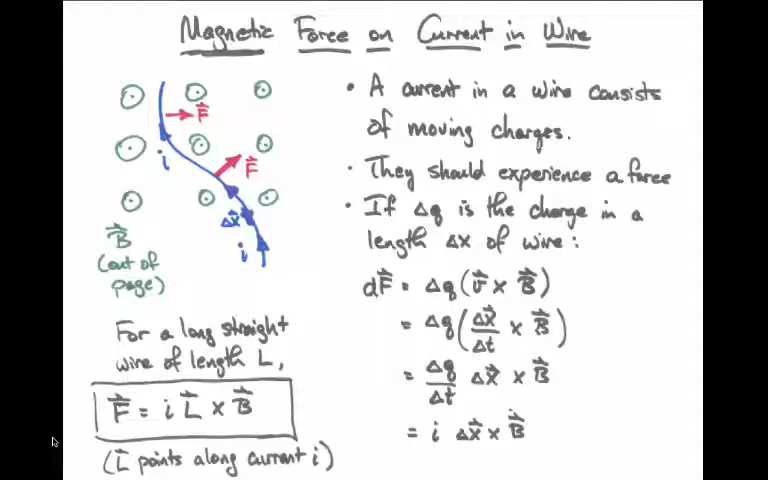 Magnetic Force on Current in Wire
F⃗
i
F⃗
Δx⃗
i
B⃗
(out of
page)
For a long straight
wire of length L,
F⃗ = i L⃗ × B⃗
(L⃗ points along current i)
• A current in a wire consists
of moving charges.
• They should experience a force
• If Δq is the charge in a
length Δx of wire:
dF⃗ = Δq (v⃗ × B⃗)
= Δq (Δx⃗/Δt × B⃗)
= Δq/Δt Δx⃗ × B⃗
= i Δx⃗ × B⃗